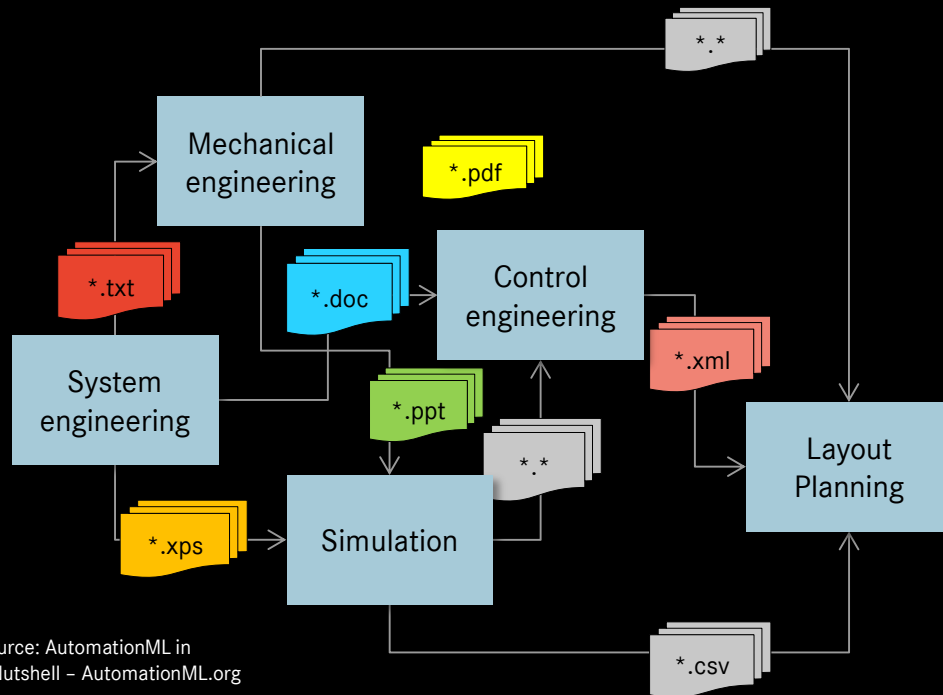 *.*
Mechanical
engineering
*.pdf
*.txt
*.doc
Control
engineering
*.xml
System
engineering
*.ppt
*.*
Layout
Planning
*.xps
Simulation
urce: AutomationML in
lutshell – AutomationML.org
*.csv